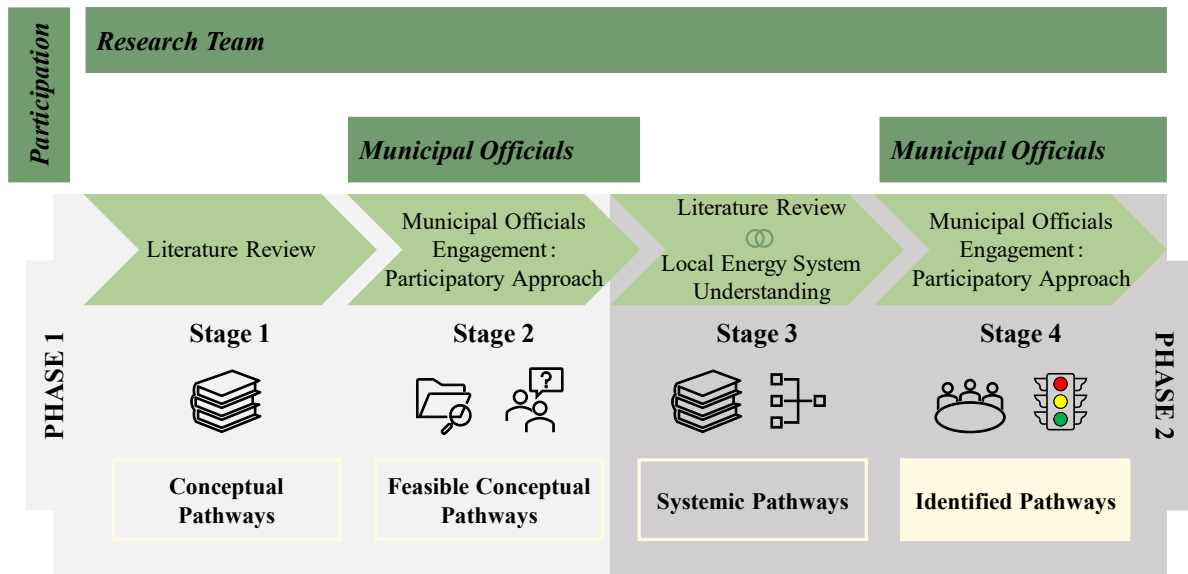 Participation
Research Team
Municipal Officials
Municipal Officials
Literature Review
Municipal Officials
Engagement:
Participatory Approach
Literature Review
Local Energy System
Understanding
Municipal Officials
Engagement:
Participatory Approach
PHASE 1
Stage 1
Stage 2
Stage 3
Stage 4
PHASE 2
?
Conceptual
Pathways
Feasible Conceptual
Pathways
Systemic Pathways
Identified Pathways